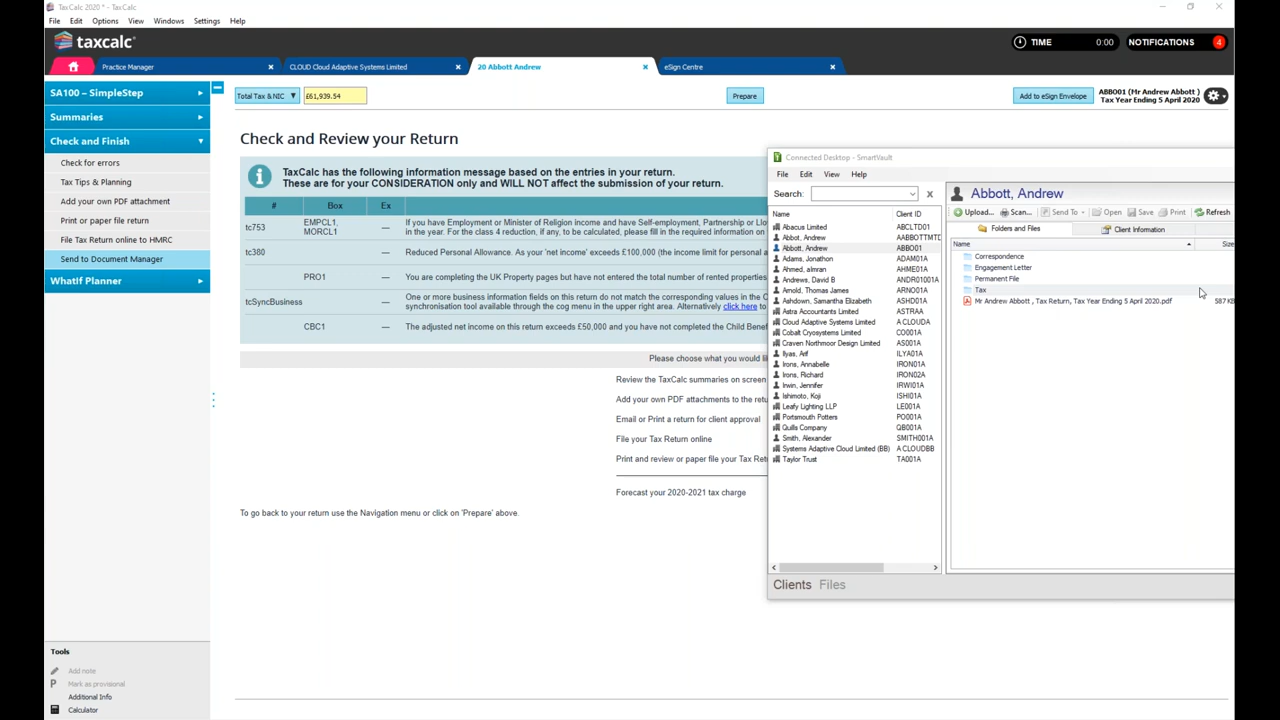 TaxCalc 2020 * - TaxCalc
File Edit Options View Windows Settings Help
taxcalc
TIME 0:00 NOTIFICATIONS 4
Practice Manager
CLOUD Cloud Adaptive Systems Limited
20 Abbott Andrew
eSign Centre
SA100 – SimpleStep
Summaries
Check and Finish
Check for errors
Tax Tips & Planning
Add your own PDF attachment
Print or paper file return
File Tax Return online to HMRC
Send to Document Manager
WhatIf Planner
Tools
Add note
P Mark as provisional
Additional Info
Calculator
Total Tax & NIC
£61,939.54
Prepare
Add to eSign Envelope
ABBO01 (Mr Andrew Abbott )
Tax Year Ending 5 April 2020
Check and Review your Return
TaxCalc has the following information message based on the entries in your return.
These are for your CONSIDERATION only and WILL NOT affect the submission of your return.
# Box Ex
tc753 EMPCL1, MORCL1 — If you have Employment or Minister of Religion income and have Self-employment, Partnership or
in the year. For the class 4 reduction, if any, to be calculated, please fill in the required information on
tc380 — Reduced Personal Allowance. As your 'net income' exceeds £100,000 (the income limit for personal
PRO1 — You are completing the UK Property pages but have not entered the total number of rented
tcSyncBusiness — One or more business information fields on this return do not match the corresponding values in the
synchronisation tool available through the cog menu in the upper right area. Alternatively click here to
CBC1 — The adjusted net income on this return exceeds £50,000 and you have not completed the Child
Please choose what you would
Review the TaxCalc summaries on screen
Add your own PDF attachments to the
Email or Print a return for client approval
File your Tax Return online
Print and review or paper file your Tax
Forecast your 2020-2021 tax charge
To go back to your return use the Navigation menu or click on 'Prepare' above.
Connected Desktop - SmartVault
File Edit View Help
Search: X
Name Client ID
Abacus Limited ABCLTD01
Abbot, Andrew AABBOTTMTD
Abbott, Andrew ABBO01
Adams, Jonathon ADAM01A
Ahmed, almran AHME01A
Andrews, David B ANDR01001A
Arnold, Thomas James ARNO01A
Ashdown, Samantha Elizabeth ASHD01A
Astra Accountants Limited ASTRAA
Cloud Adaptive Systems Limited A CLOUDA
Cobalt Cryosystems Limited CO001A
Craven Northmoor Design Limited AS001A
Ilyas, Arif ILYA01A
Irons, Annabelle IRON01A
Irons, Richard IRON02A
Irwin, Jennifer IRWI01A
Ishimoto, Koji ISHI01A
Leafy Lighting LLP LE001A
Portsmouth Potters PO001A
Quills Company QB001A
Smith, Alexander SMITH001A
Systems Adaptive Cloud Limited (BB) A CLOUDBB
Taylor Trust TA001A
Clients Files
Abbott, Andrew
Upload... Scan... Send To Open Save Print Refresh
Folders and Files Client Information
Name
Correspondence
Engagement Letter
Permanent File
Tax
Mr Andrew Abbott , Tax Return, Tax Year Ending 5 April 2020.pdf 587